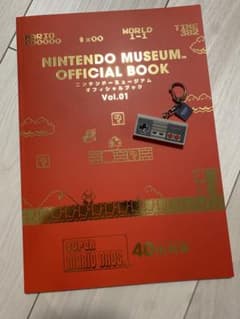 MARIO WORLD TIME
000000 ×00 1-1
NINTENDO MUSEUM
OFFICIAL BOOK
ニンテンドーミュージアム
オフィシャルブック
Vol.01
SUPER
MARIO BROS.